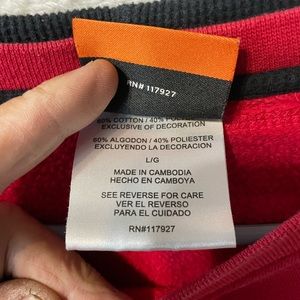 RN# 117927
60% COTTON / 40% POLYESTER
EXCLUSIVE OF DECORATION
60% ALGODON / 40% POLIESTER
EXCLUYENDO LA DECORACION
L/G
MADE IN CAMBODIA
HECHO EN CAMBOYA
SEE REVERSE FOR CARE
VER EL REVERSO
PARA EL CUIDADO
RN#117927